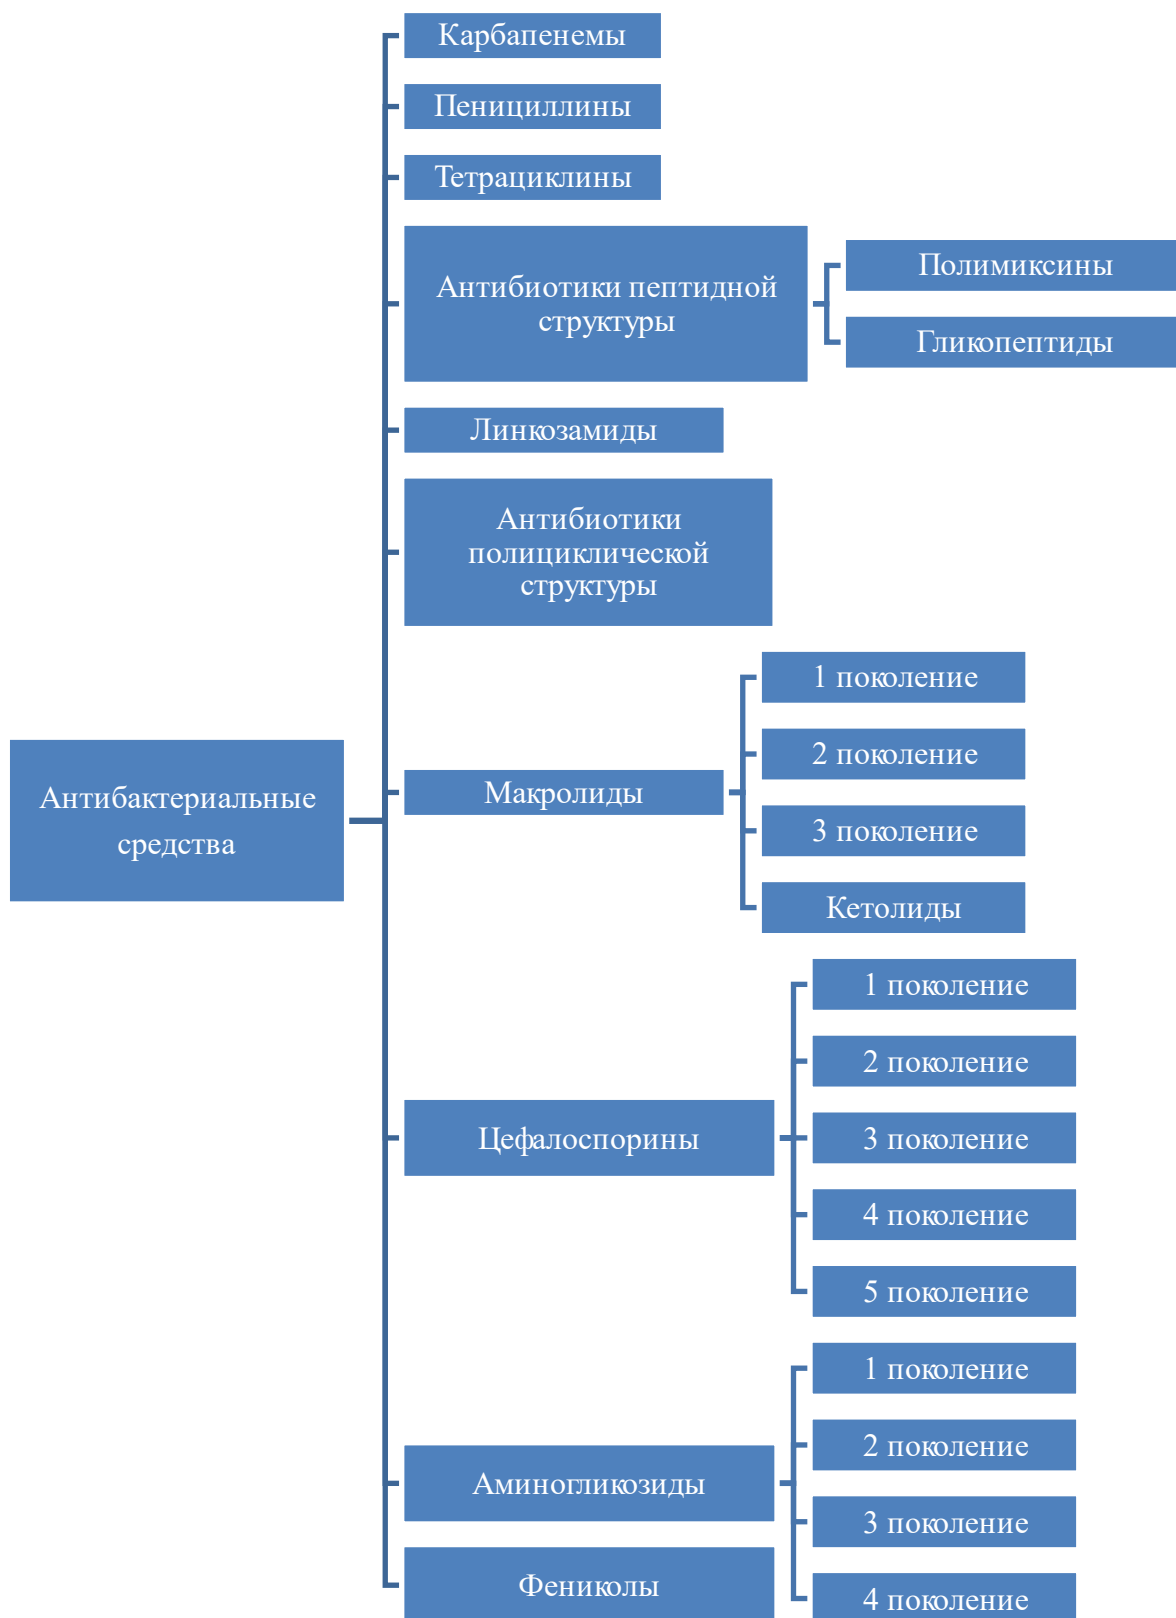 Антибактериальные
средства
Карбапенемы
Пенициллины
Тетрациклины
Антибиотики пептидной
структуры
Полимиксины
Гликопептиды
Линкозамиды
Антибиотики
полициклической
структуры
Макролиды
1 поколение
2 поколение
3 поколение
Кетолиды
Цефалоспорины
1 поколение
2 поколение
3 поколение
4 поколение
5 поколение
Аминогликозиды
1 поколение
2 поколение
3 поколение
4 поколение
Фениколы